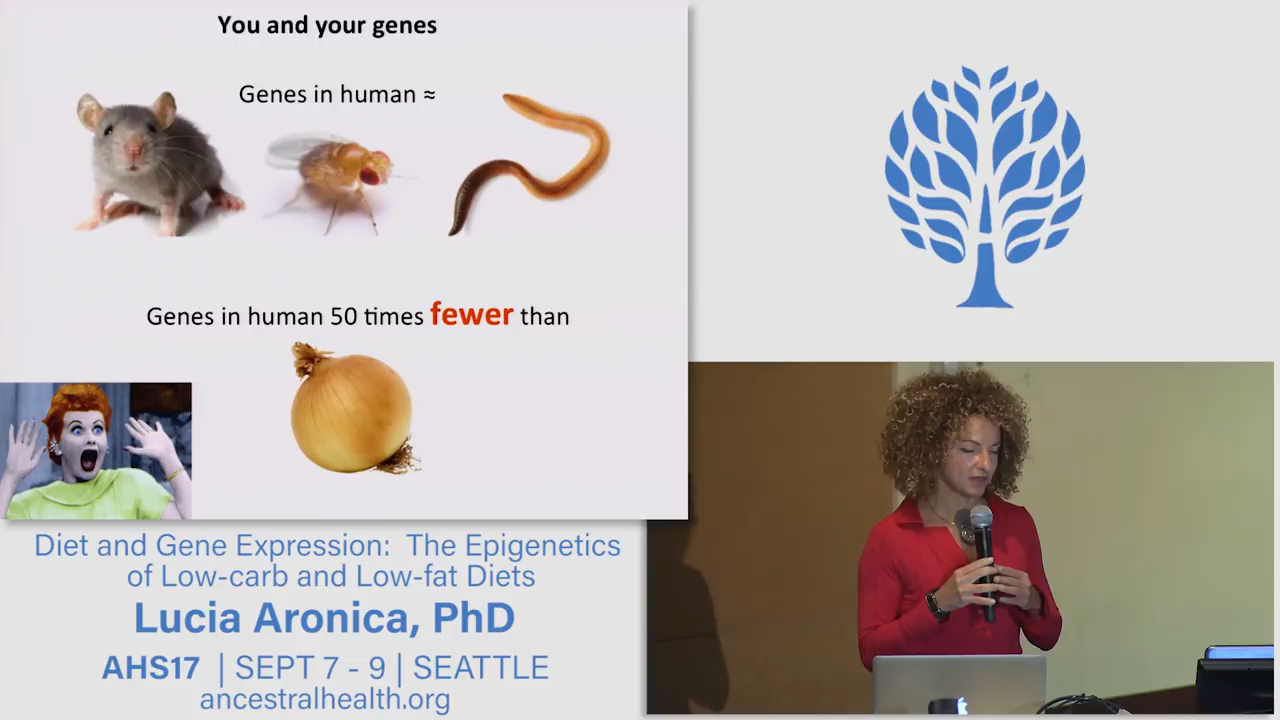 You and your genes
Genes in human ≈
Genes in human 50 times fewer than
Diet and Gene Expression: The Epigenetics
of Low-carb and Low-fat Diets
Lucia Aronica, PhD
AHS17 | SEPT 7 - 9 | SEATTLE
ancestralhealth.org